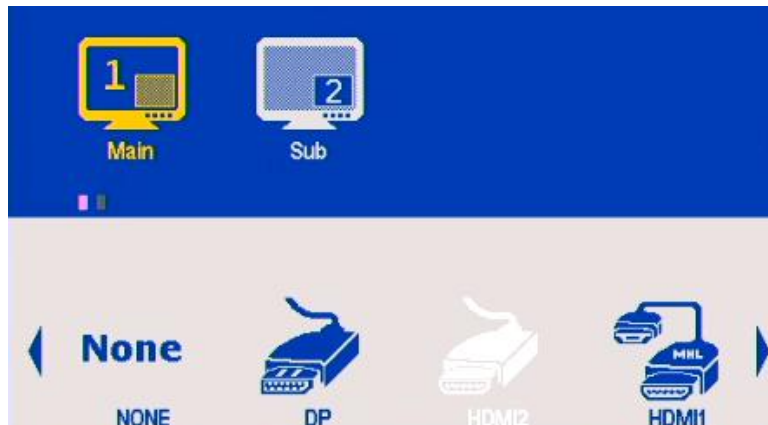 1
2
Main
Sub
None
MHL
NONE
DP
HDMI2
HDMI1